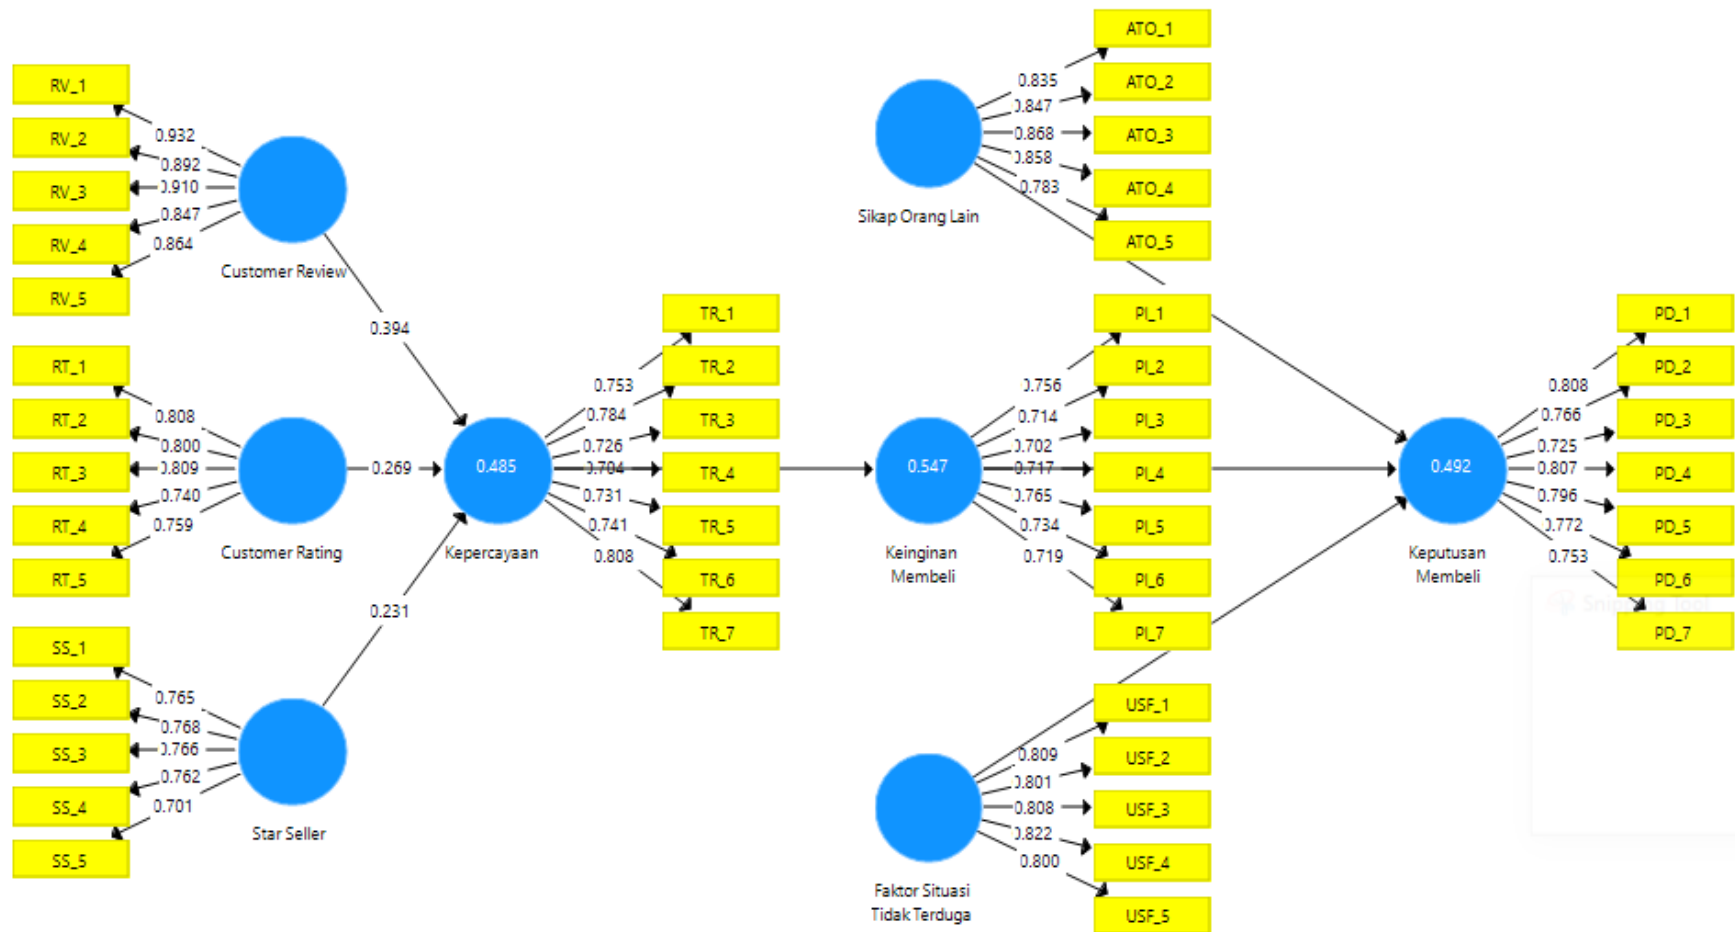 RV_1
RV_2
RV_3
RV_4
RV_5
0.932
0.892
0.910
0.847
0.864
Customer Review
0.394
RT_1
RT_2
RT_3
RT_4
RT_5
0.808
0.800
0.809
0.740
0.759
Customer Rating
0.269
SS_1
SS_2
SS_3
SS_4
SS_5
0.765
0.768
0.766
0.762
0.701
Star Seller
0.231
0.485
Kepercayaan
0.753
0.784
0.726
0.704
0.731
0.741
0.808
TR_1
TR_2
TR_3
TR_4
TR_5
TR_6
TR_7
Sikap Orang Lain
0.835
0.847
0.868
0.858
0.783
ATO_1
ATO_2
ATO_3
ATO_4
ATO_5
0.547
Keinginan
Membeli
0.756
0.714
0.702
0.717
0.765
0.734
0.719
PI_1
PI_2
PI_3
PI_4
PI_5
PI_6
PI_7
Faktor Situasi
Tidak Terduga
0.809
0.801
0.808
0.822
0.800
USF_1
USF_2
USF_3
USF_4
USF_5
0.492
Keputusan
Membeli
0.808
0.766
0.725
0.807
0.796
0.772
0.753
PD_1
PD_2
PD_3
PD_4
PD_5
PD_6
PD_7
Snipping Tool